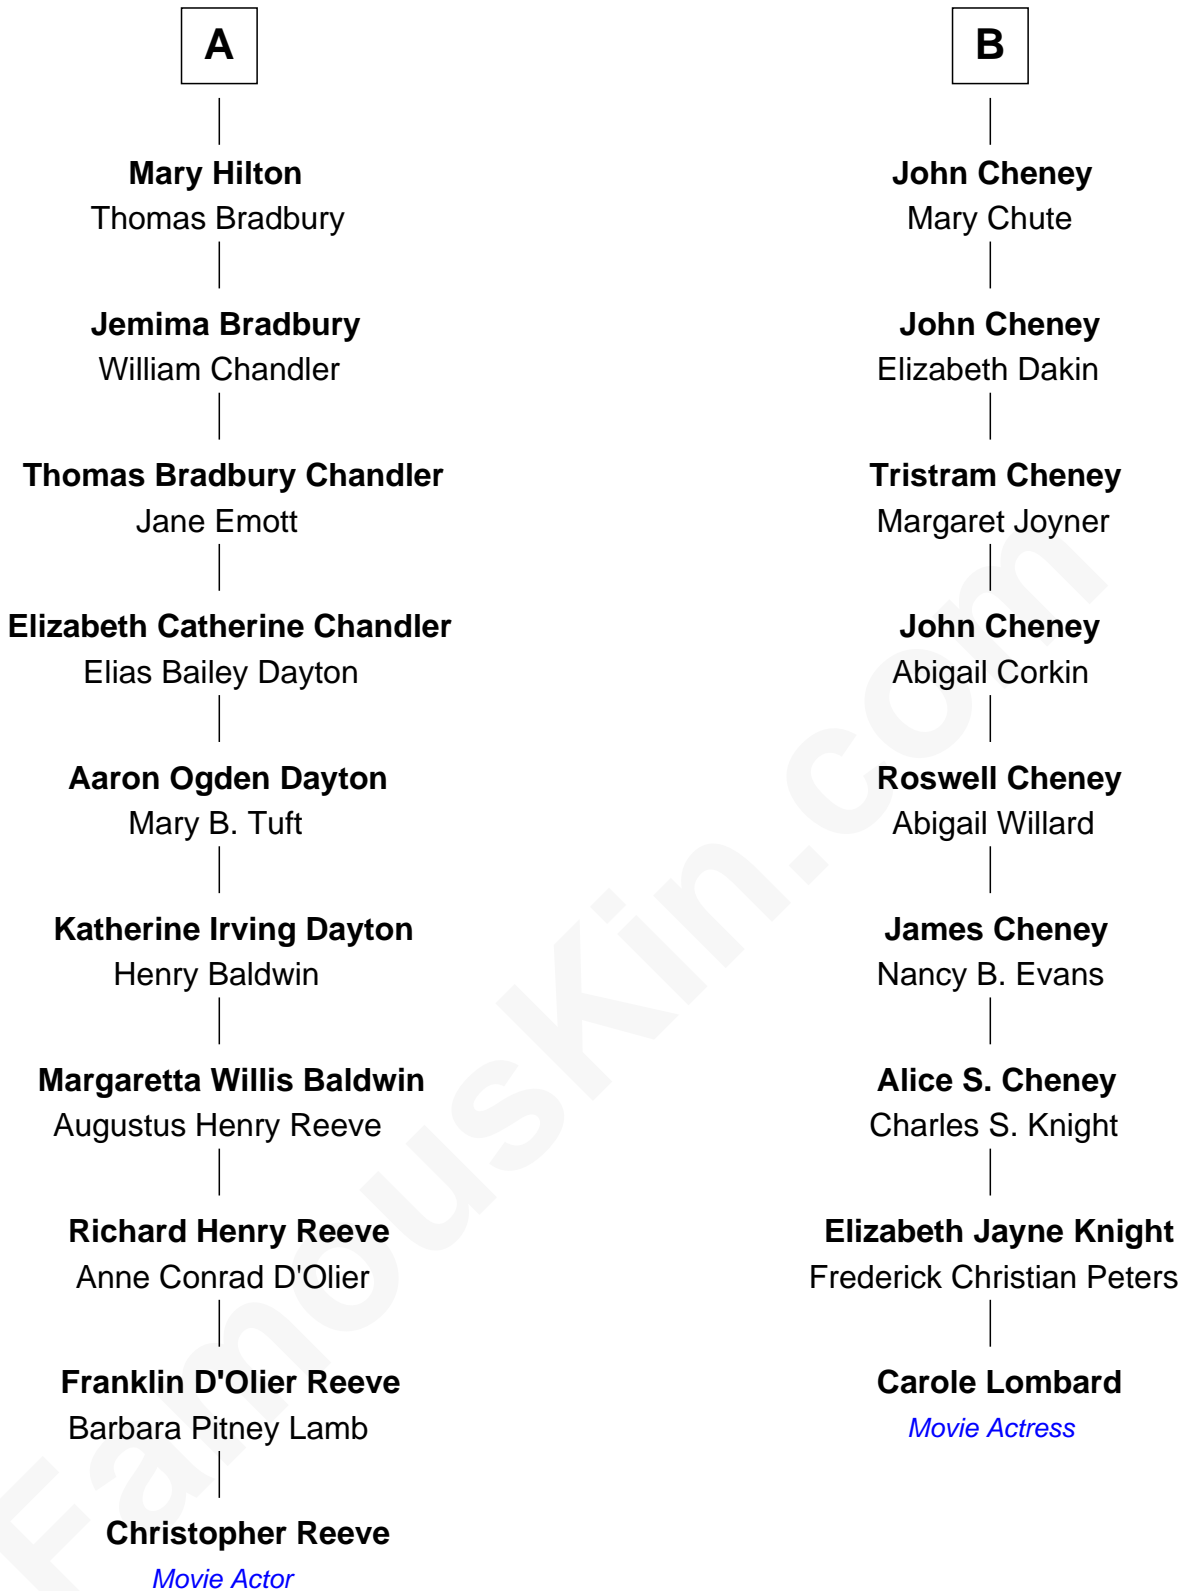 A
Mary Hilton
Thomas Bradbury
Jemima Bradbury
William Chandler
Thomas Bradbury Chandler
Jane Emott
Elizabeth Catherine Chandler
Elias Bailey Dayton
Aaron Ogden Dayton
Mary B. Tuft
Katherine Irving Dayton
Henry Baldwin
Margaretta Willis Baldwin
Augustus Henry Reeve
Richard Henry Reeve
Anne Conrad D'Olier
Franklin D'Olier Reeve
Barbara Pitney Lamb
Christopher Reeve
Movie Actor
B
John Cheney
Mary Chute
John Cheney
Elizabeth Dakin
Tristram Cheney
Margaret Joyner
John Cheney
Abigail Corkin
Roswell Cheney
Abigail Willard
James Cheney
Nancy B. Evans
Alice S. Cheney
Charles S. Knight
Elizabeth Jayne Knight
Frederick Christian Peters
Carole Lombard
Movie Actress
FamousKin.com